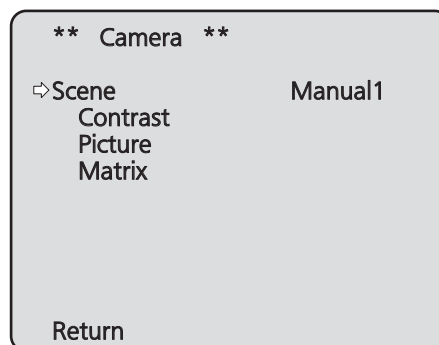 ** Camera **
⇨Scene Manual1
Contrast
Picture
Matrix
Return